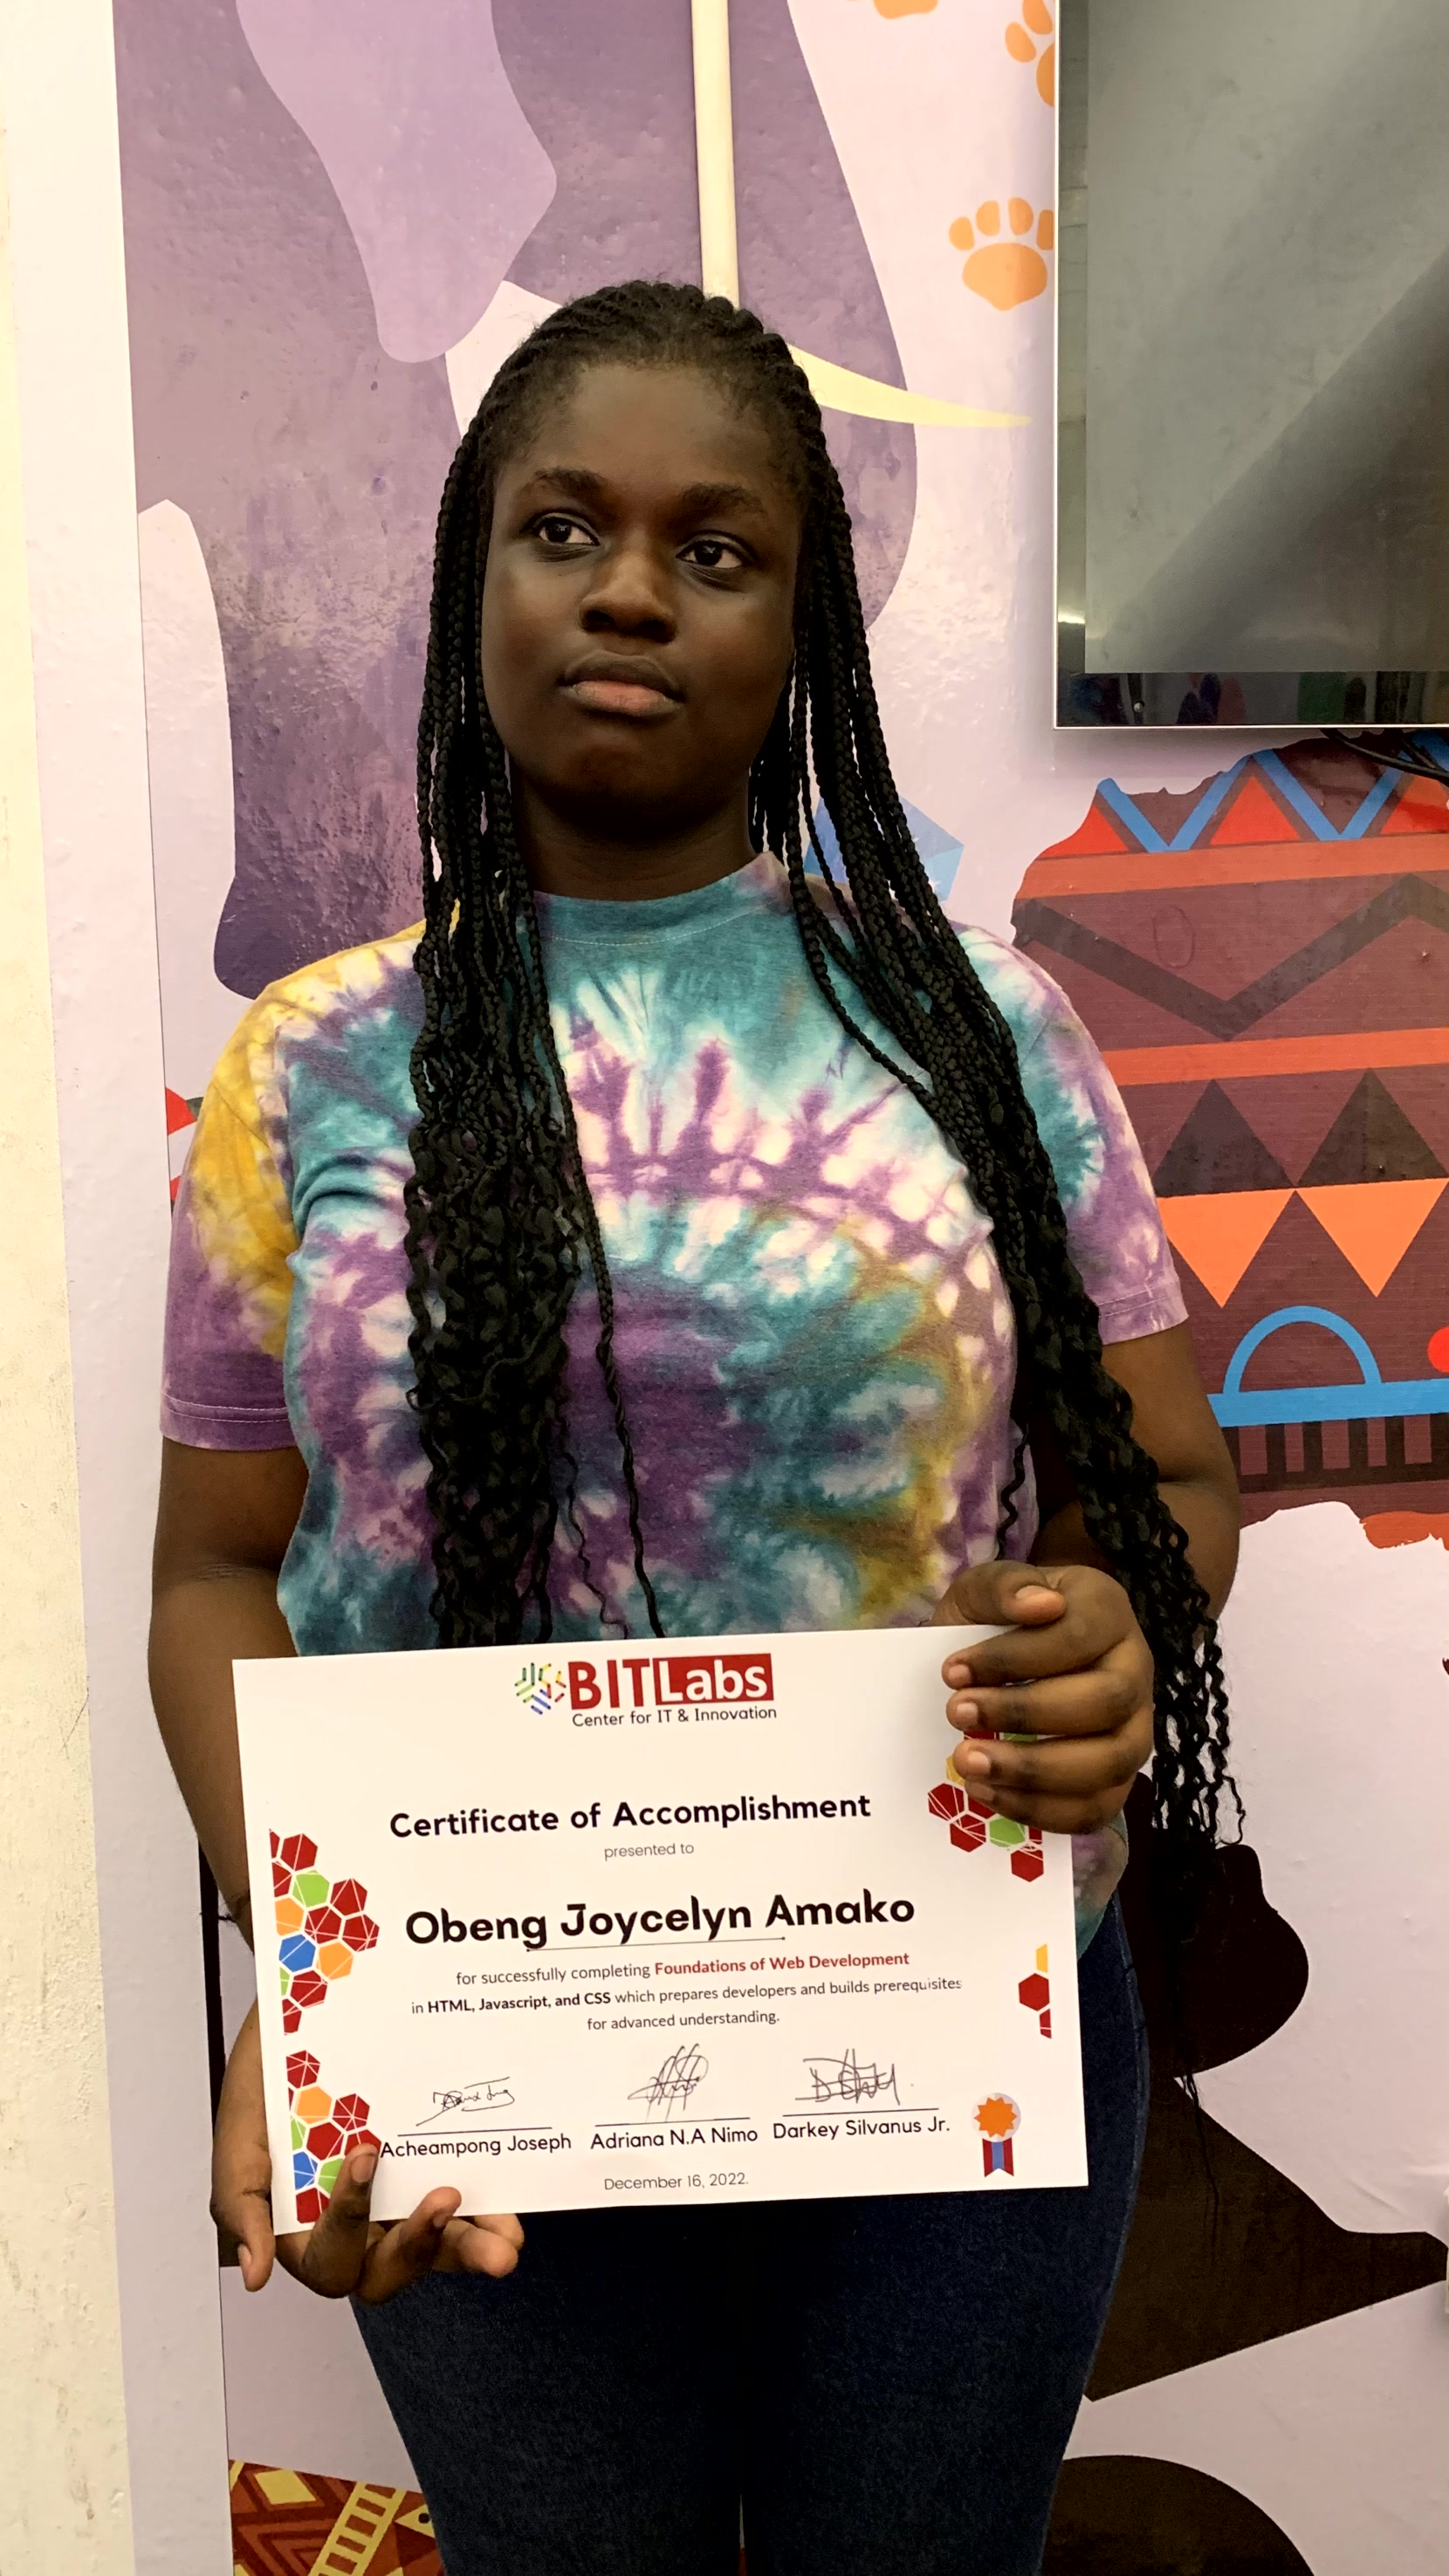 BITLabs
Center for IT & Innovation
Certificate of Accomplishment
presented to
Obeng Joycelyn Amako
for successfully completing Foundations of Web Development
in HTML, Javascript, and CSS which prepares developers and builds prerequisites
for advanced understanding.
Acheampong Joseph Adriana N.A Nimo Darkey Silvanus Jr.
December 16, 2022.